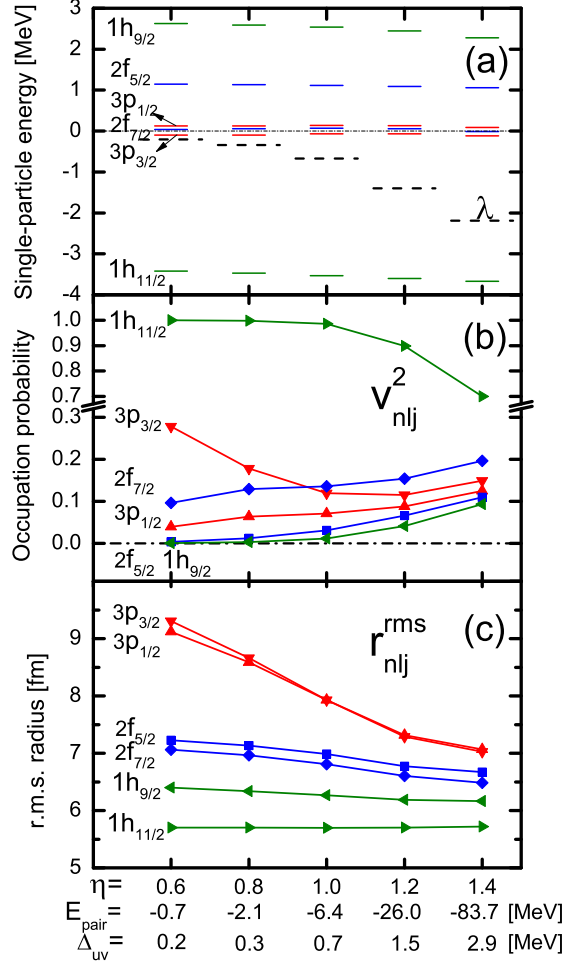 Single-particle energy [MeV]
3
2
1
0
-1
-2
-3
-4
(a)
1h9/2
2f5/2
3p1/2
2f7/2
3p3/2
λ
1h11/2
Occupation probability
1.0
0.9
0.8
0.7
0.3
0.2
0.1
0.0
(b)
1h11/2
v²nlj
3p3/2
2f7/2
3p1/2
2f5/2 1h9/2
r.m.s. radius [fm]
9
8
7
6
5
(c)
3p3/2
3p1/2
r rms nlj
2f5/2
2f7/2
1h9/2
1h11/2
η= 0.6 0.8 1.0 1.2 1.4
Epair= -0.7 -2.1 -6.4 -26.0 -83.7 [MeV]
Δuv= 0.2 0.3 0.7 1.5 2.9 [MeV]